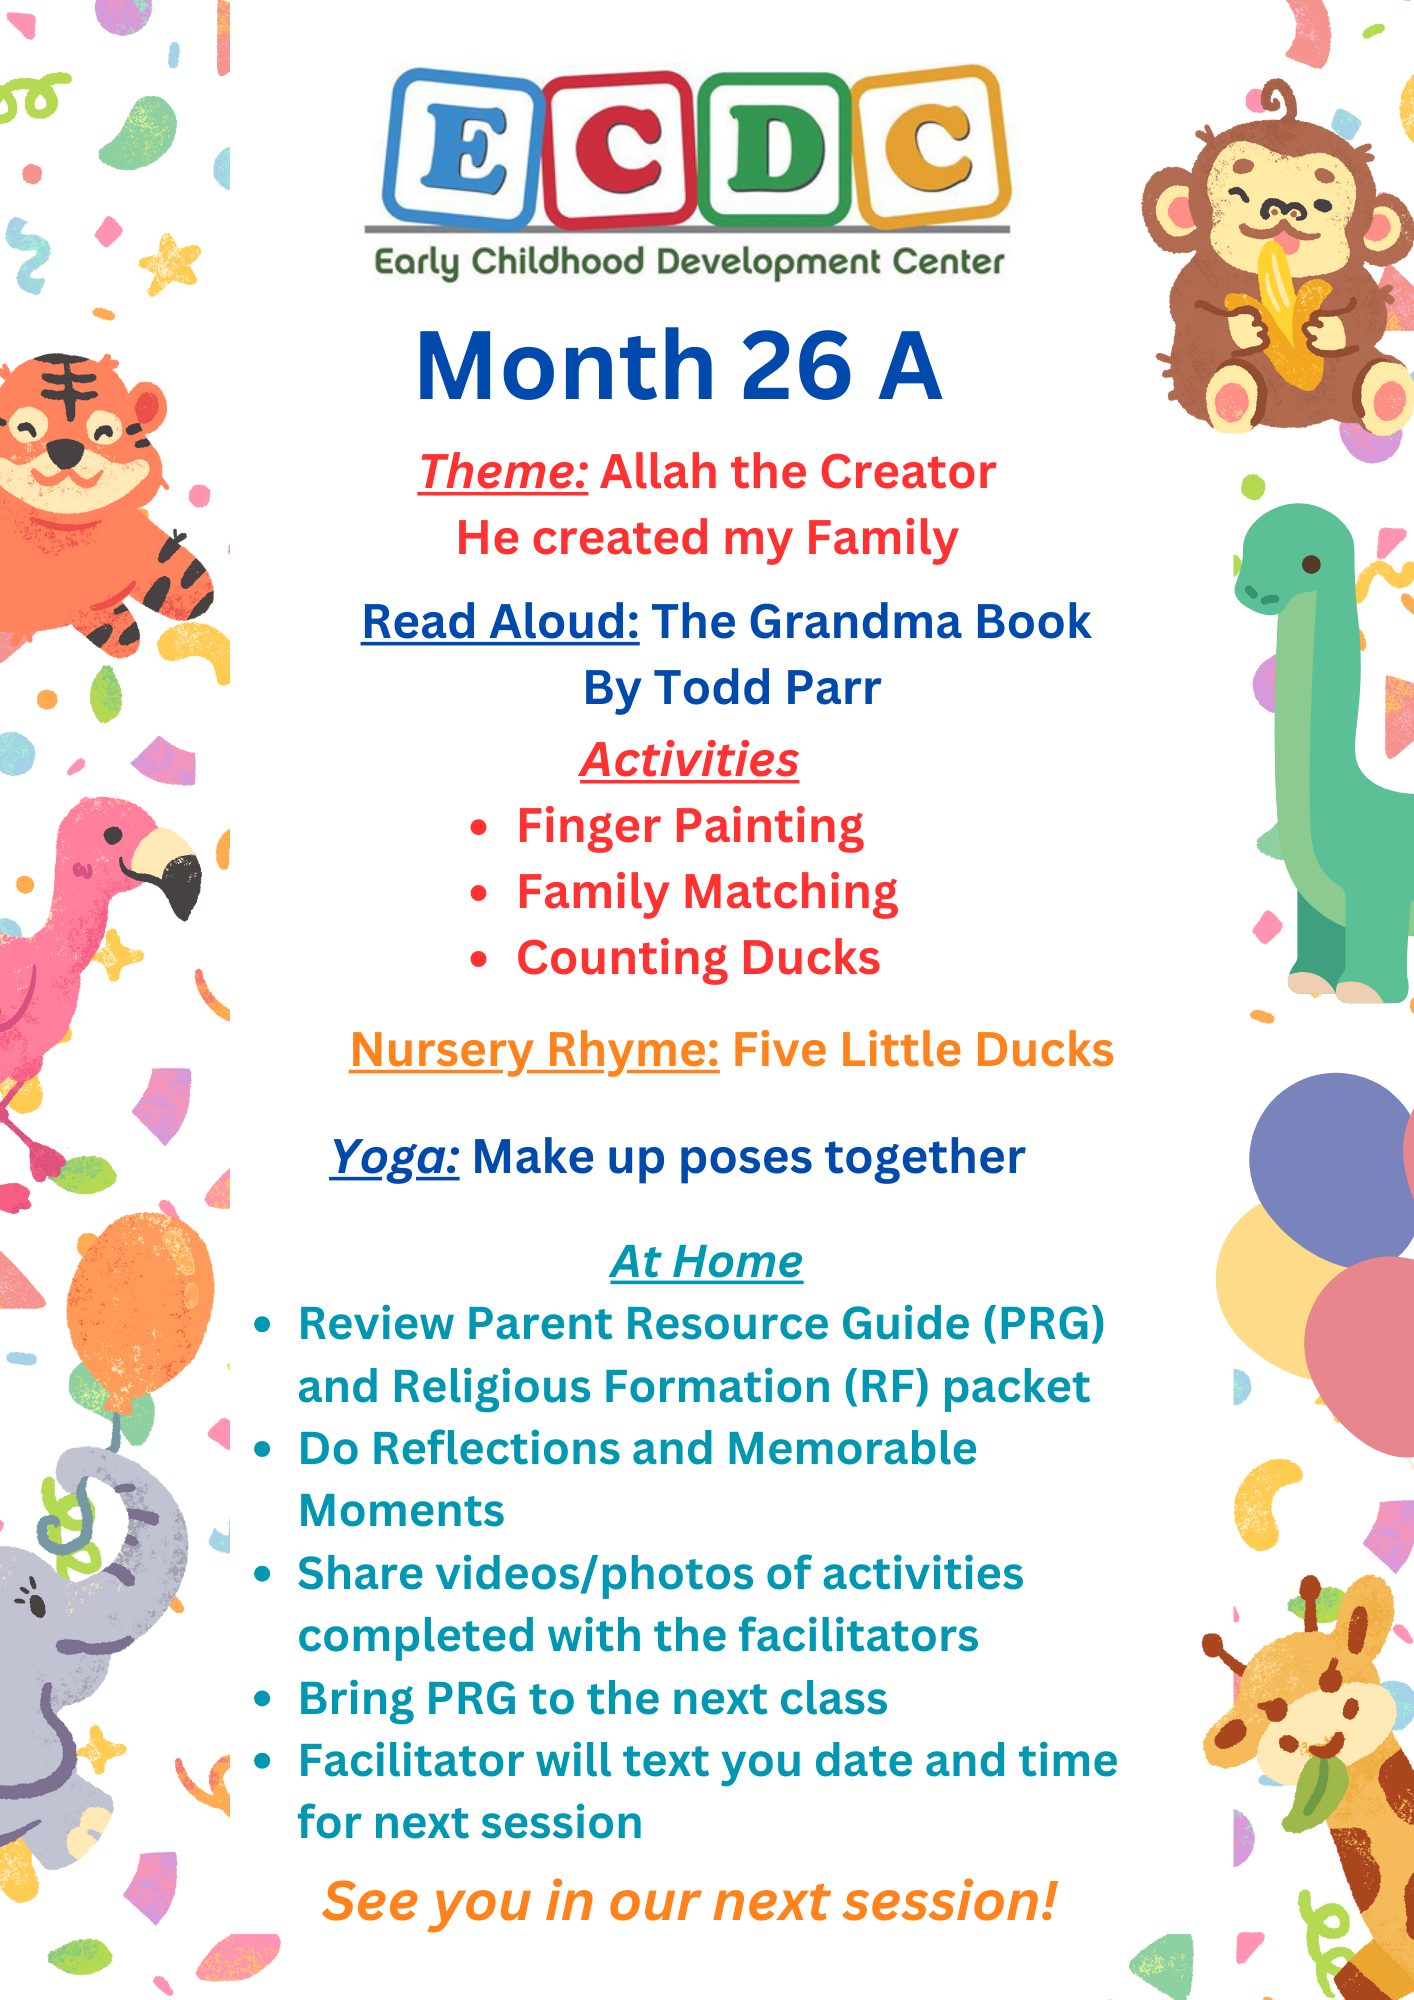 E C D C
Early Childhood Development Center
Month 26 A
Theme: Allah the Creator
He created my Family
Read Aloud: The Grandma Book
By Todd Parr
Activities
• Finger Painting
• Family Matching
• Counting Ducks
Nursery Rhyme: Five Little Ducks
Yoga: Make up poses together
At Home
• Review Parent Resource Guide (PRG)
and Religious Formation (RF) packet
• Do Reflections and Memorable
Moments
• Share videos/photos of activities
completed with the facilitators
• Bring PRG to the next class
• Facilitator will text you date and time
for next session
See you in our next session!